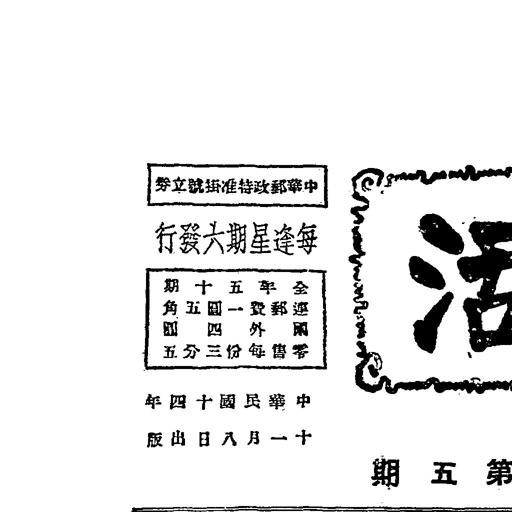 中華郵政特准掛號立券
每逢星期六發行
全年五十期
連郵費一圓五角
國外四圓
零售每份三分五
中華民國十四年
十一月八日出版
活
第五期